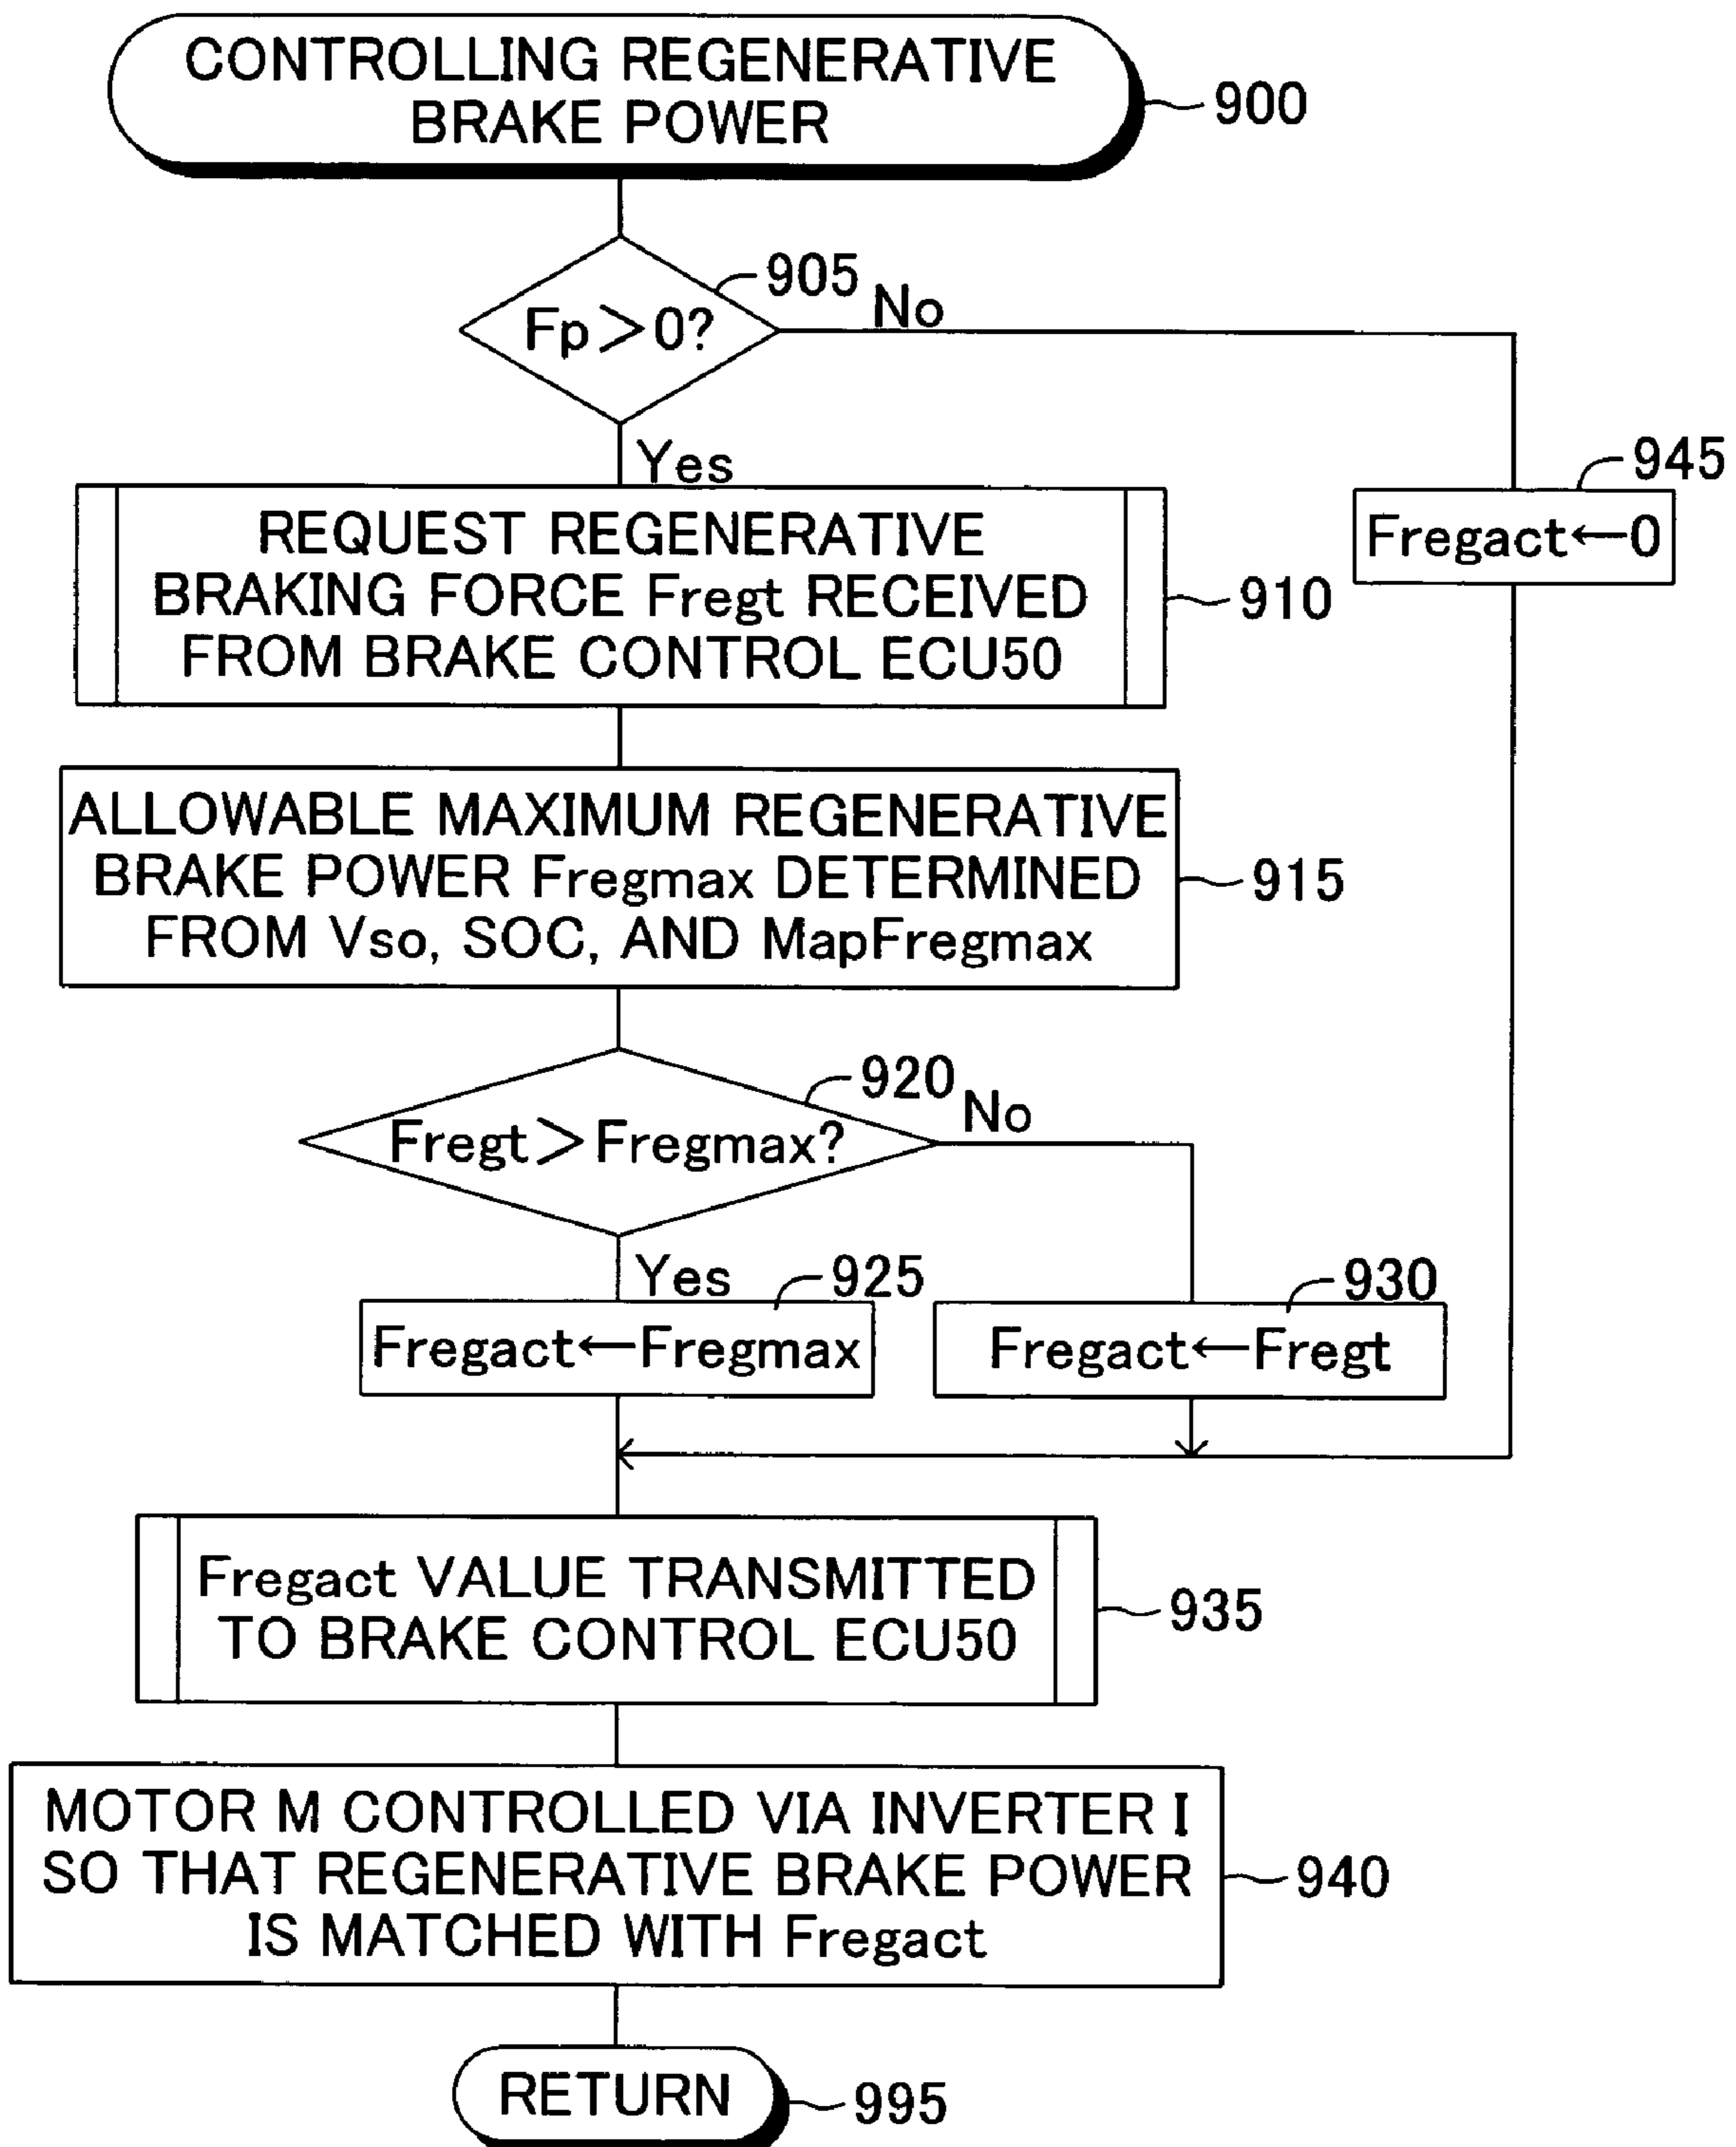 CONTROLLING REGENERATIVE
BRAKE POWER
900
905
Fp>0?
No
Yes
945
Fregact←0
REQUEST REGENERATIVE
BRAKING FORCE Fregt RECEIVED
FROM BRAKE CONTROL ECU50
910
ALLOWABLE MAXIMUM REGENERATIVE
BRAKE POWER Fregmax DETERMINED
FROM Vso, SOC, AND MapFregmax
915
920
Fregt>Fregmax?
No
Yes
925
Fregact←Fregmax
930
Fregact←Fregt
Fregact VALUE TRANSMITTED
TO BRAKE CONTROL ECU50
935
MOTOR M CONTROLLED VIA INVERTER I
SO THAT REGENERATIVE BRAKE POWER
IS MATCHED WITH Fregact
940
RETURN
995